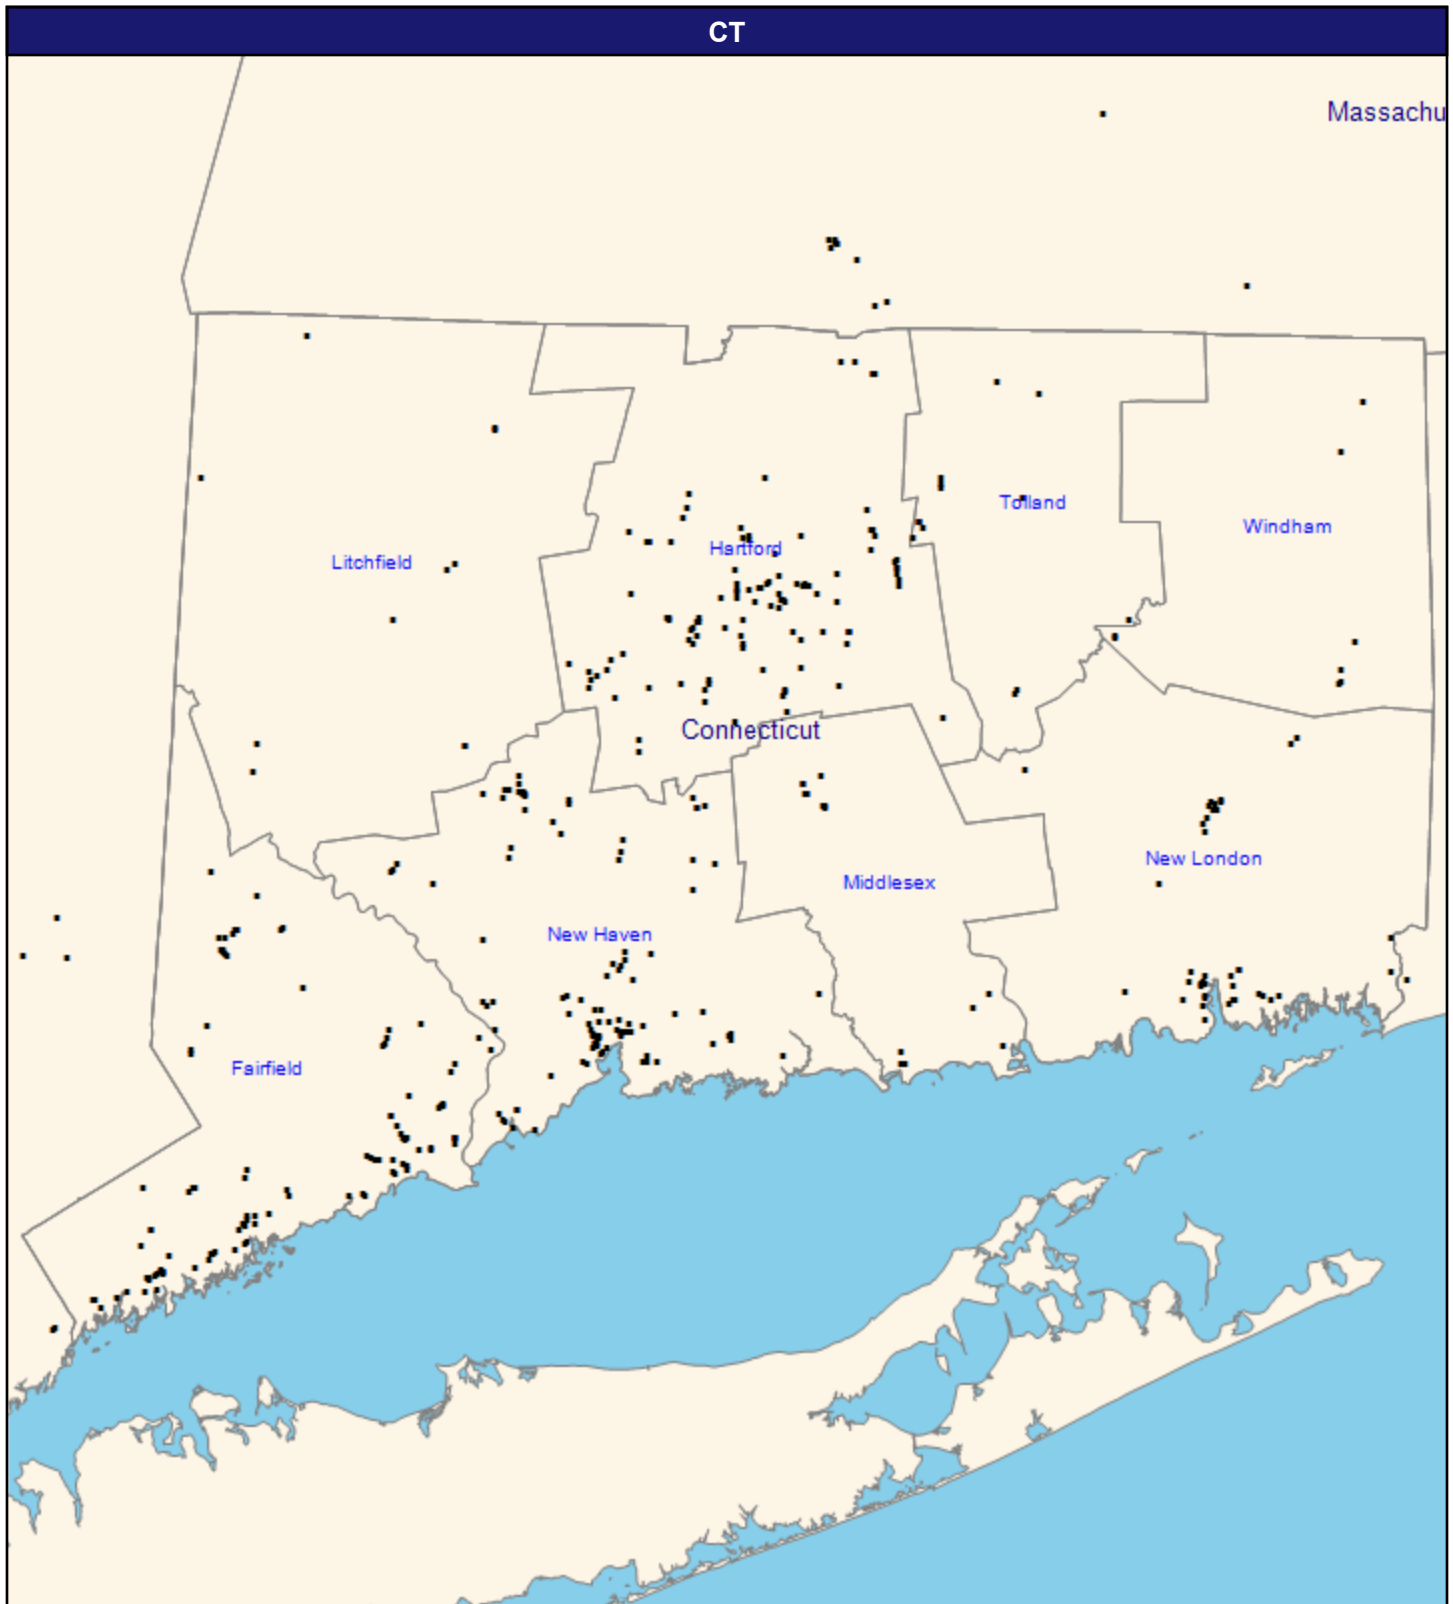 CT
Massachu
Tolland
Windham
Hartford
Litchfield
Connecticut
New London
Middlesex
New Haven
Fairfield